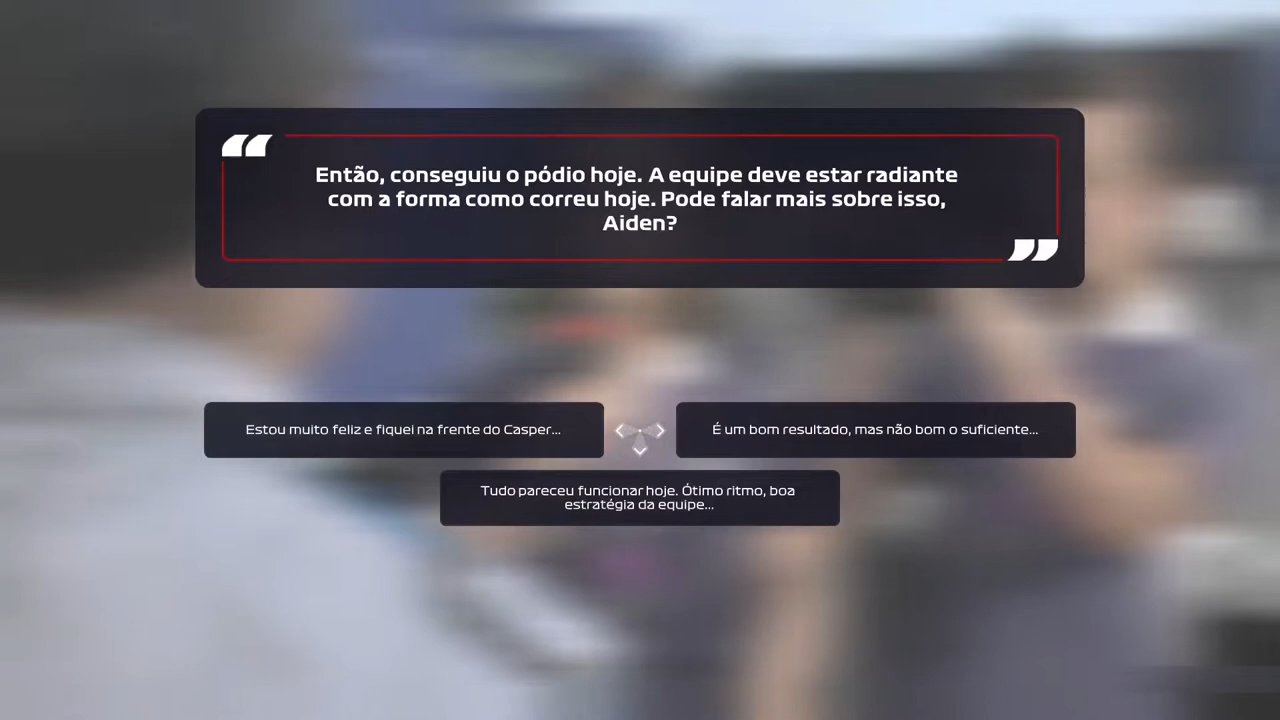 Então, conseguiu o pódio hoje. A equipe deve estar radiante
com a forma como correu hoje. Pode falar mais sobre isso,
Aiden?
Estou muito feliz e fiquei na frente do Casper...
É um bom resultado, mas não bom o suficiente...
Tudo pareceu funcionar hoje. Ótimo ritmo, boa
estratégia da equipe...